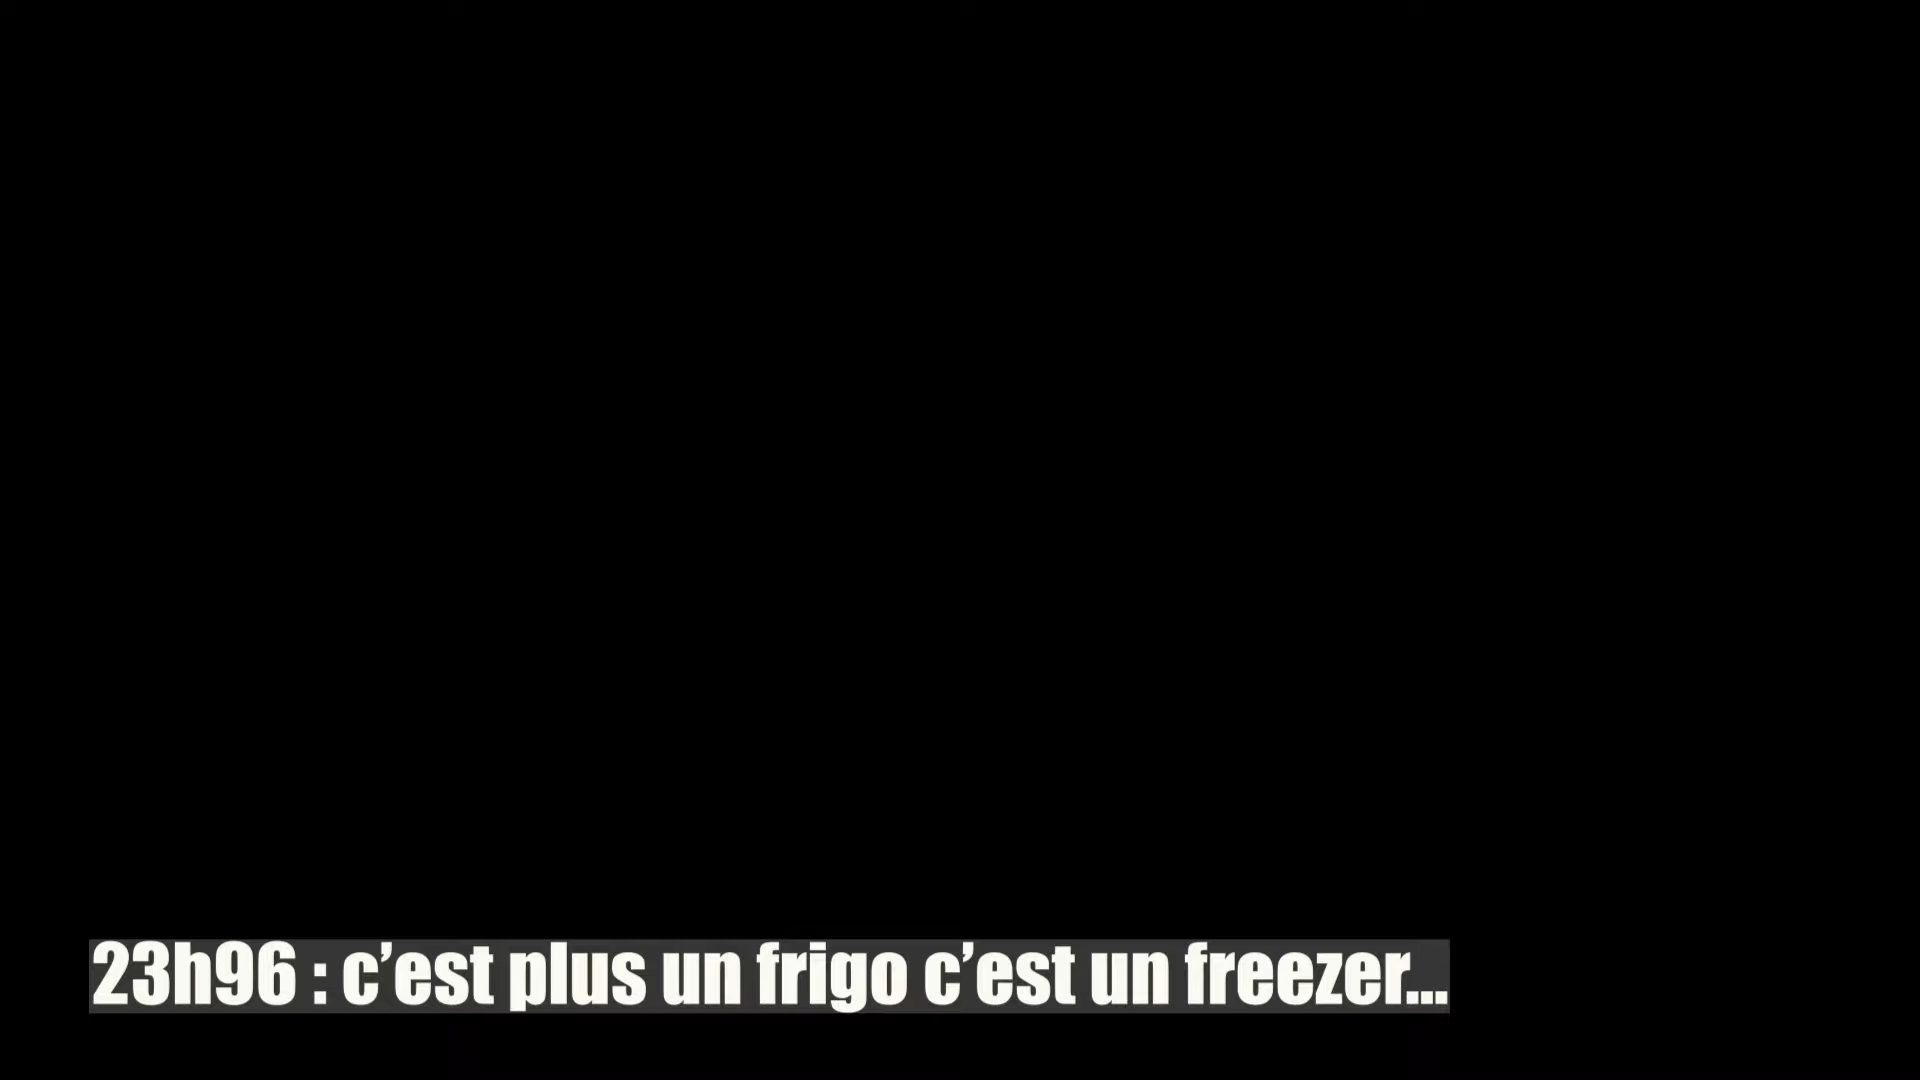 23h96 : c’est plus un frigo c’est un freezer...